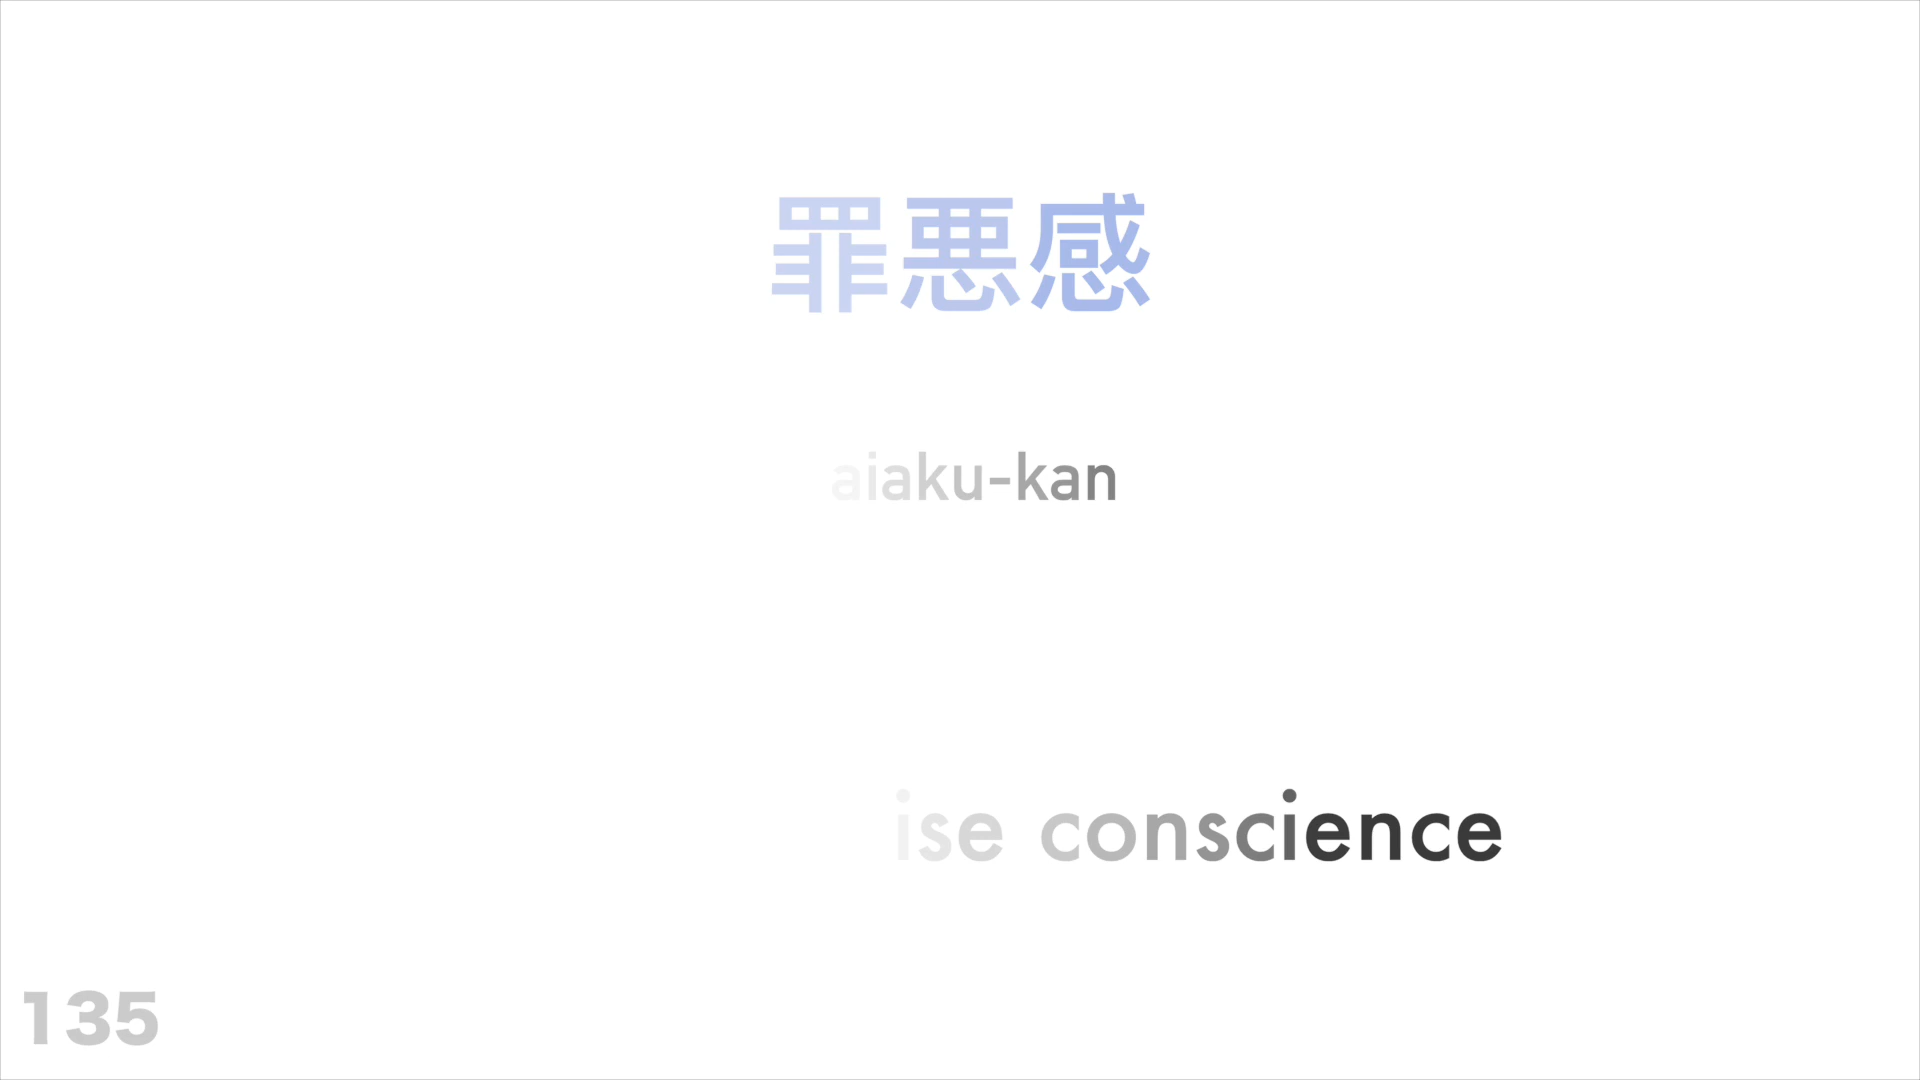 罪悪感
aiaku-kan
ise conscience
135